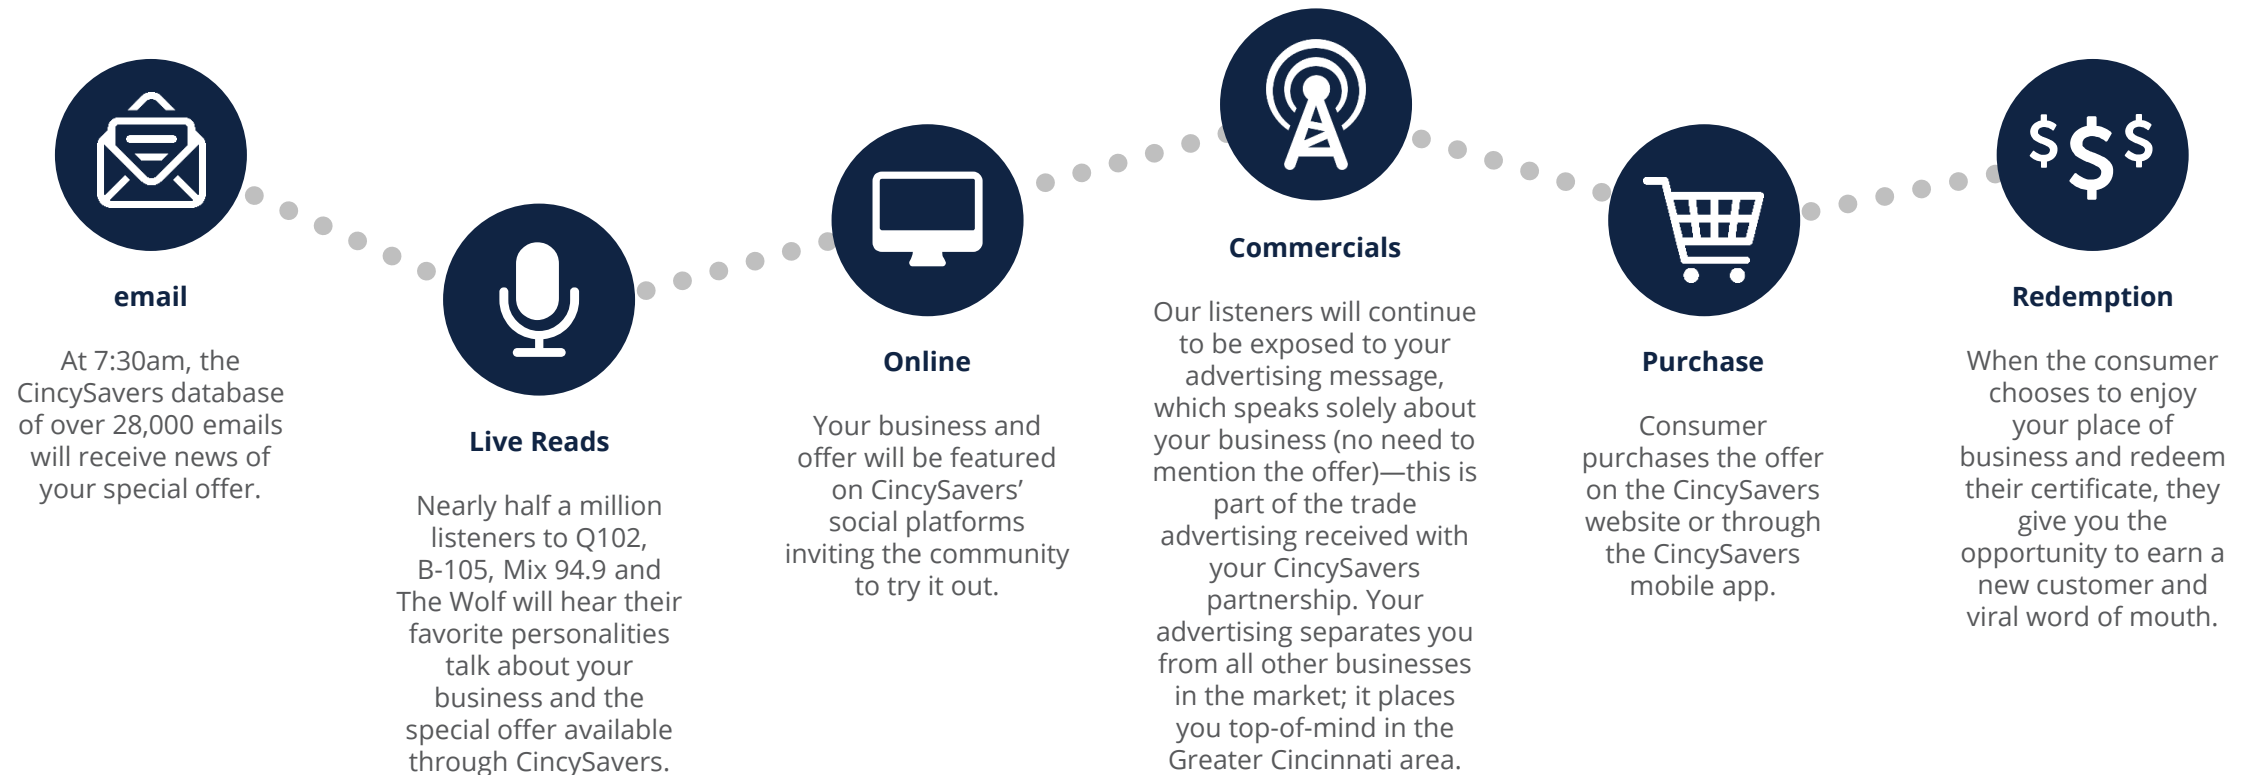 email
At 7:30am, the
CincySavers database
of over 28,000 emails
will receive news of
your special offer.
Live Reads
Nearly half a million
listeners to Q102,
B-105, Mix 94.9 and
The Wolf will hear their
favorite personalities
talk about your
business and the
special offer available
through CincySavers.
Online
Your business and
offer will be featured
on CincySavers’
social platforms
inviting the community
to try it out.
Commercials
Our listeners will continue
to be exposed to your
advertising message,
which speaks solely about
your business (no need to
mention the offer)—this is
part of the trade
advertising received with
your CincySavers
partnership. Your
advertising separates you
from all other businesses
in the market; it places
you top-of-mind in the
Greater Cincinnati area.
Purchase
Consumer
purchases the offer
on the CincySavers
website or through
the CincySavers
mobile app.
$ $ $
Redemption
When the consumer
chooses to enjoy
your place of
business and redeem
their certificate, they
give you the
opportunity to earn a
new customer and
viral word of mouth.